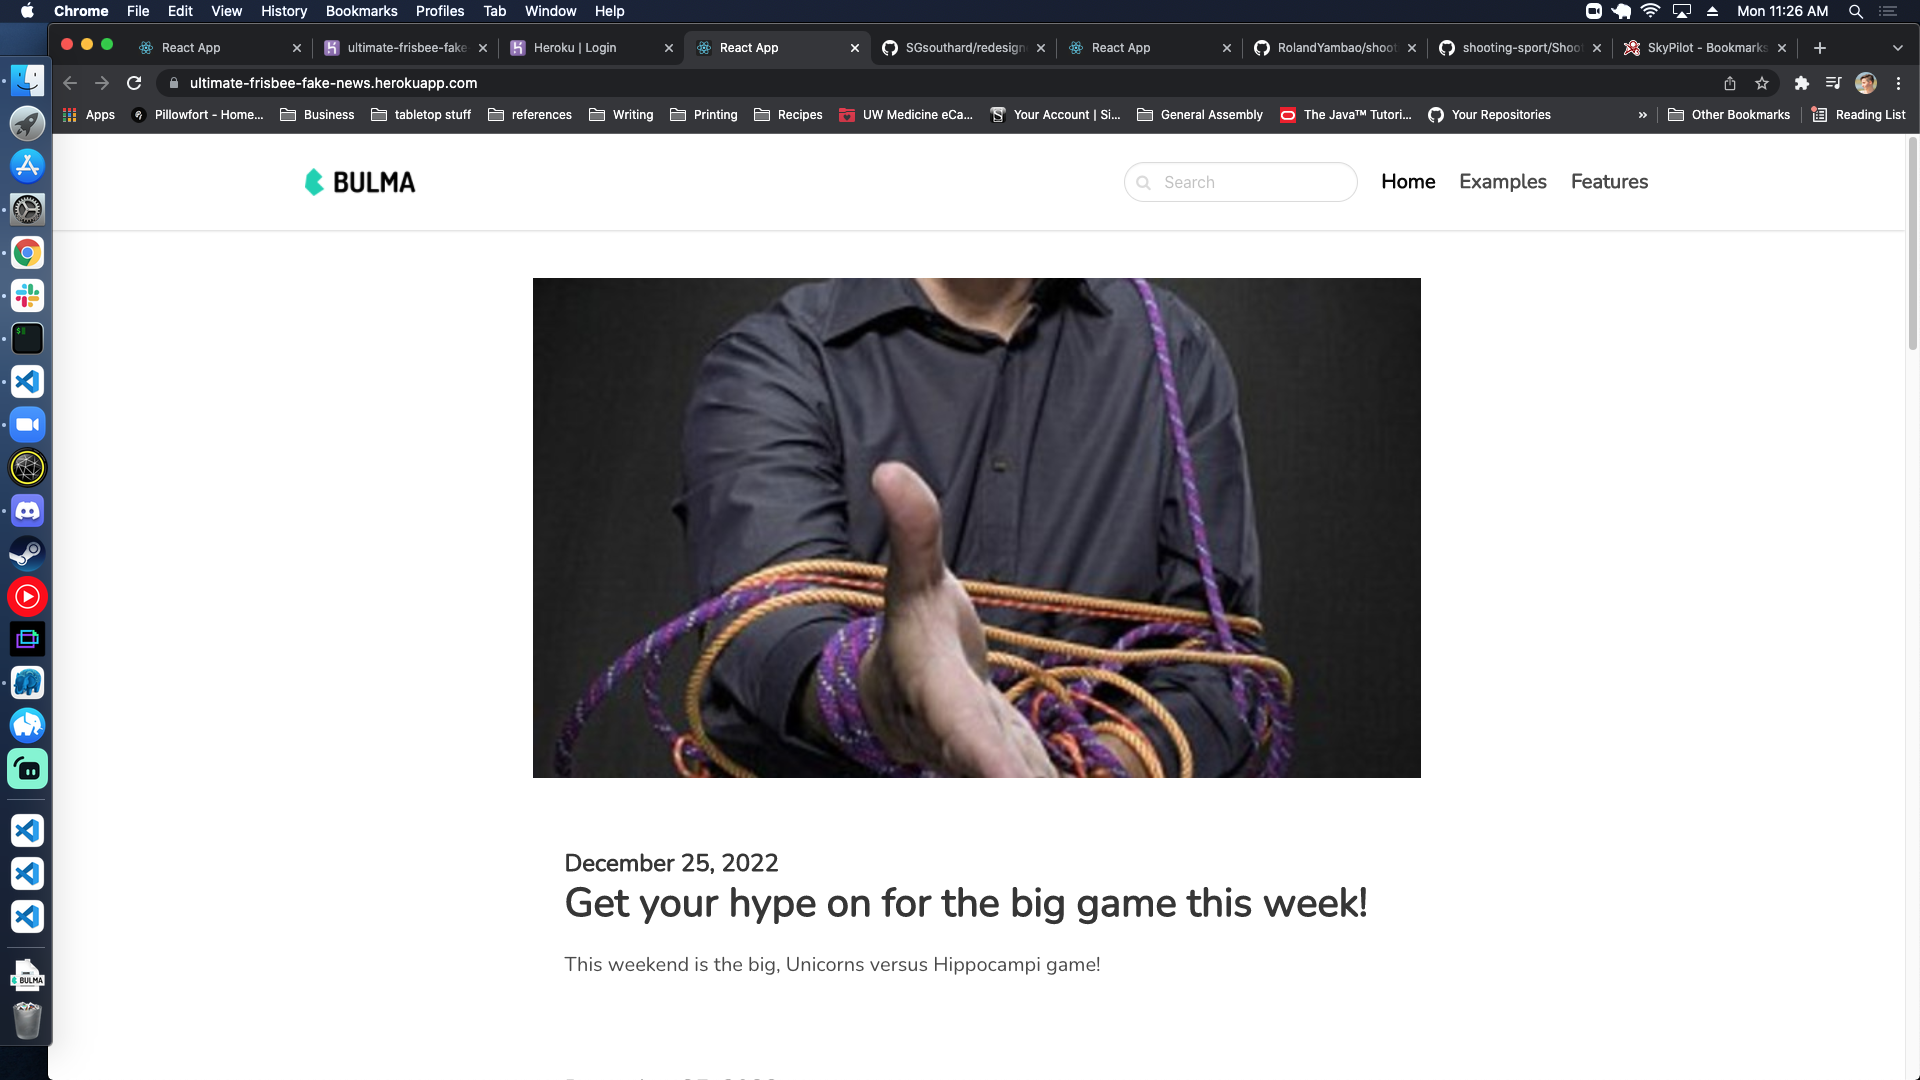 Chrome File Edit View History Bookmarks Profiles Tab Window Help Mon 11:26 AM
React App ultimate-frisbee-fake Heroku | Login React App SGsouthard/redesign React App RolandYambao/shoot shooting-sport/Shoot SkyPilot - Bookmarks
ultimate-frisbee-fake-news.herokuapp.com
Apps Pillowfort - Home... Business tabletop stuff references Writing Printing Recipes UW Medicine eCa... Your Account | Si... General Assembly The Java™ Tutori... Your Repositories » Other Bookmarks Reading List
BULMA Search Home Examples Features
December 25, 2022
Get your hype on for the big game this week!
This weekend is the big, Unicorns versus Hippocampi game!
BULMA